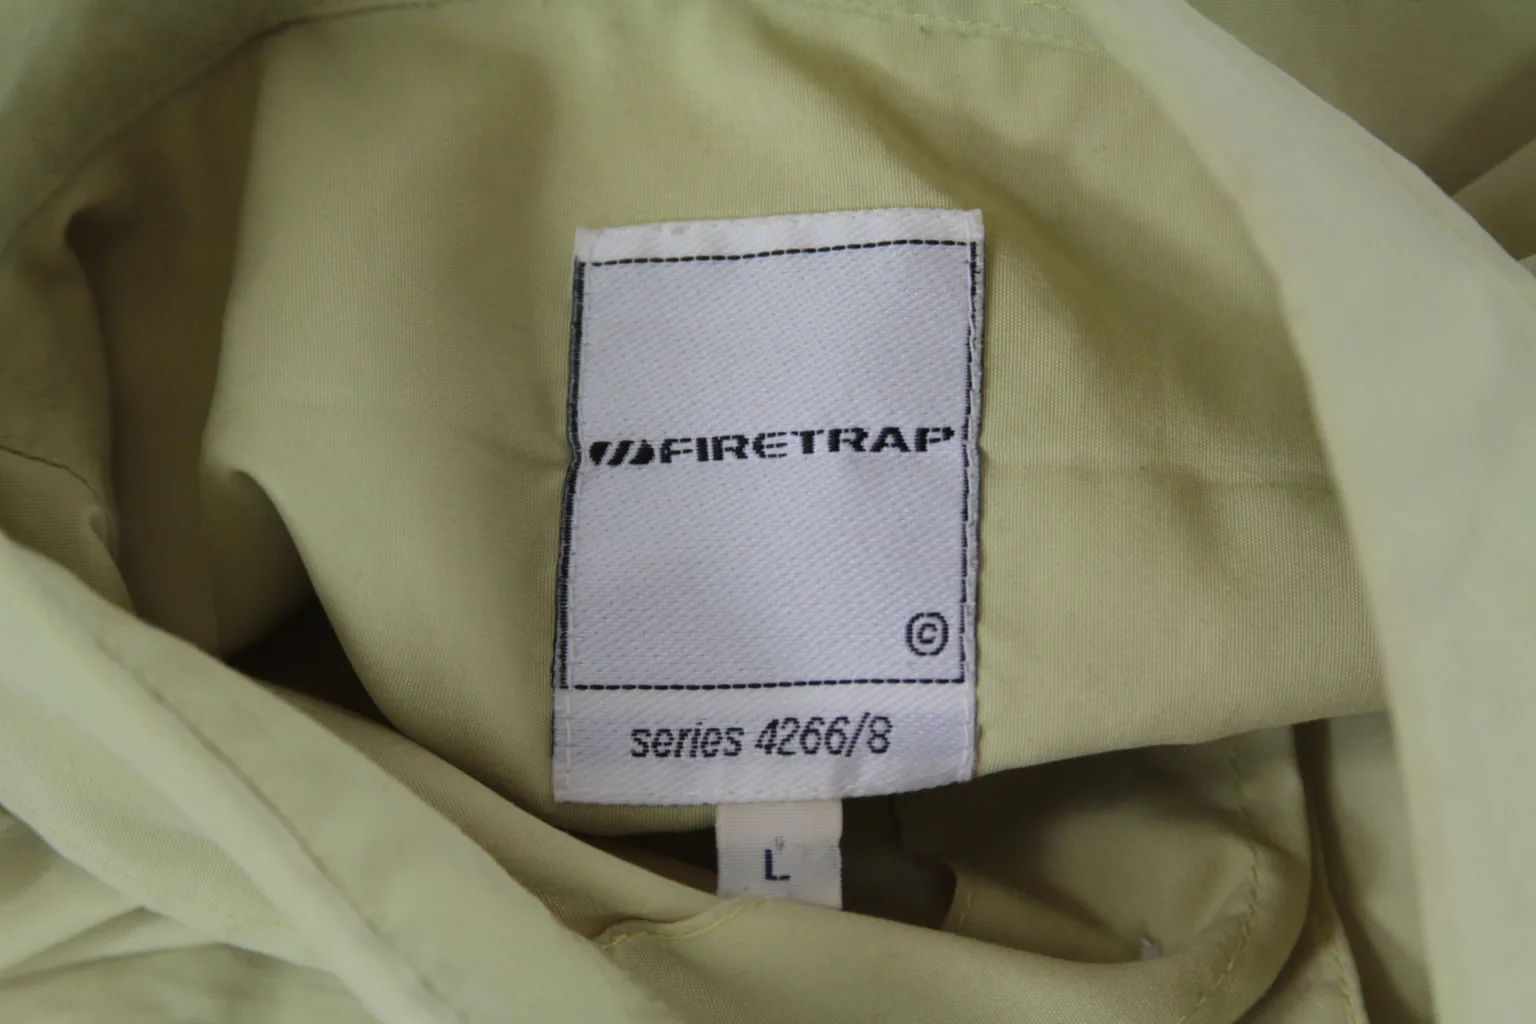 FIRETRAP
©
series 4266/8
L